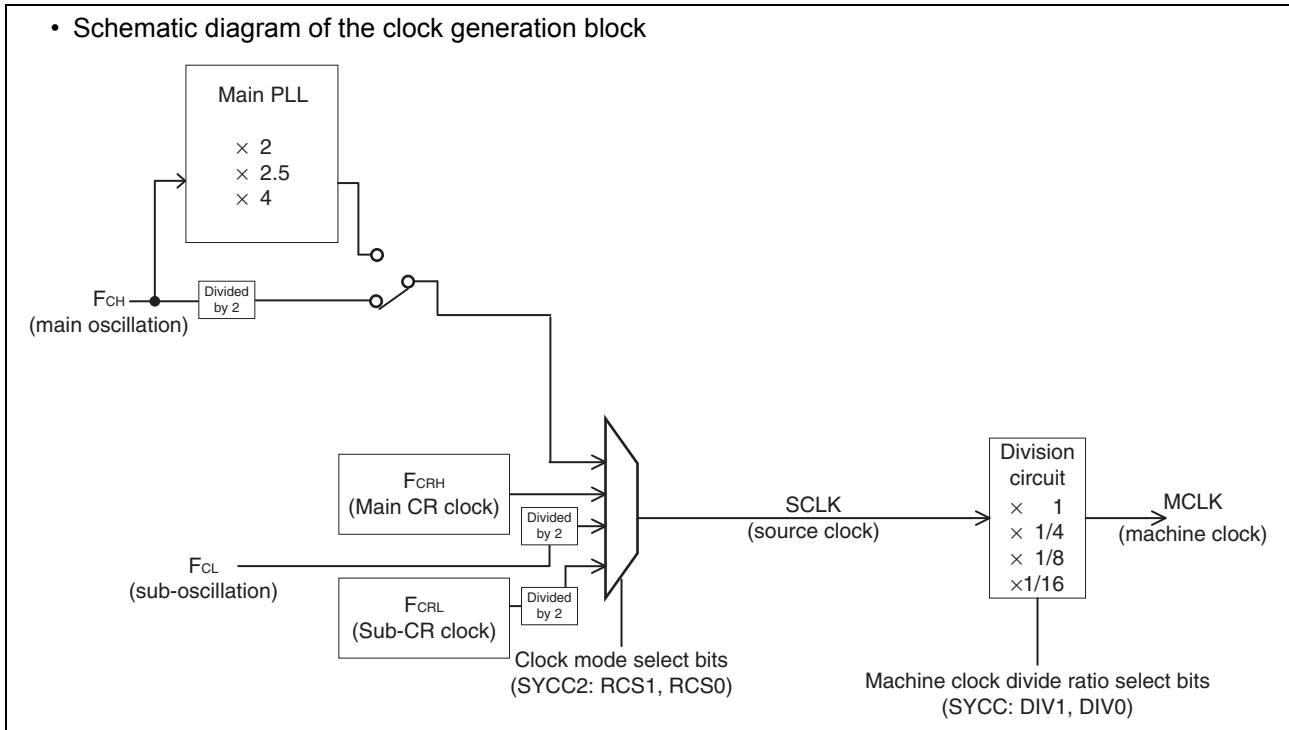 • Schematic diagram of the clock generation block
Main PLL
× 2
× 2.5
× 4
FCH
(main oscillation)
Divided
by 2
FCRH
(Main CR clock)
Divided
by 2
FCL
(sub-oscillation)
FCRL
(Sub-CR clock)
Divided
by 2
Clock mode select bits
(SYCC2: RCS1, RCS0)
SCLK
(source clock)
Division
circuit
× 1
× 1/4
× 1/8
×1/16
MCLK
(machine clock)
Machine clock divide ratio select bits
(SYCC: DIV1, DIV0)